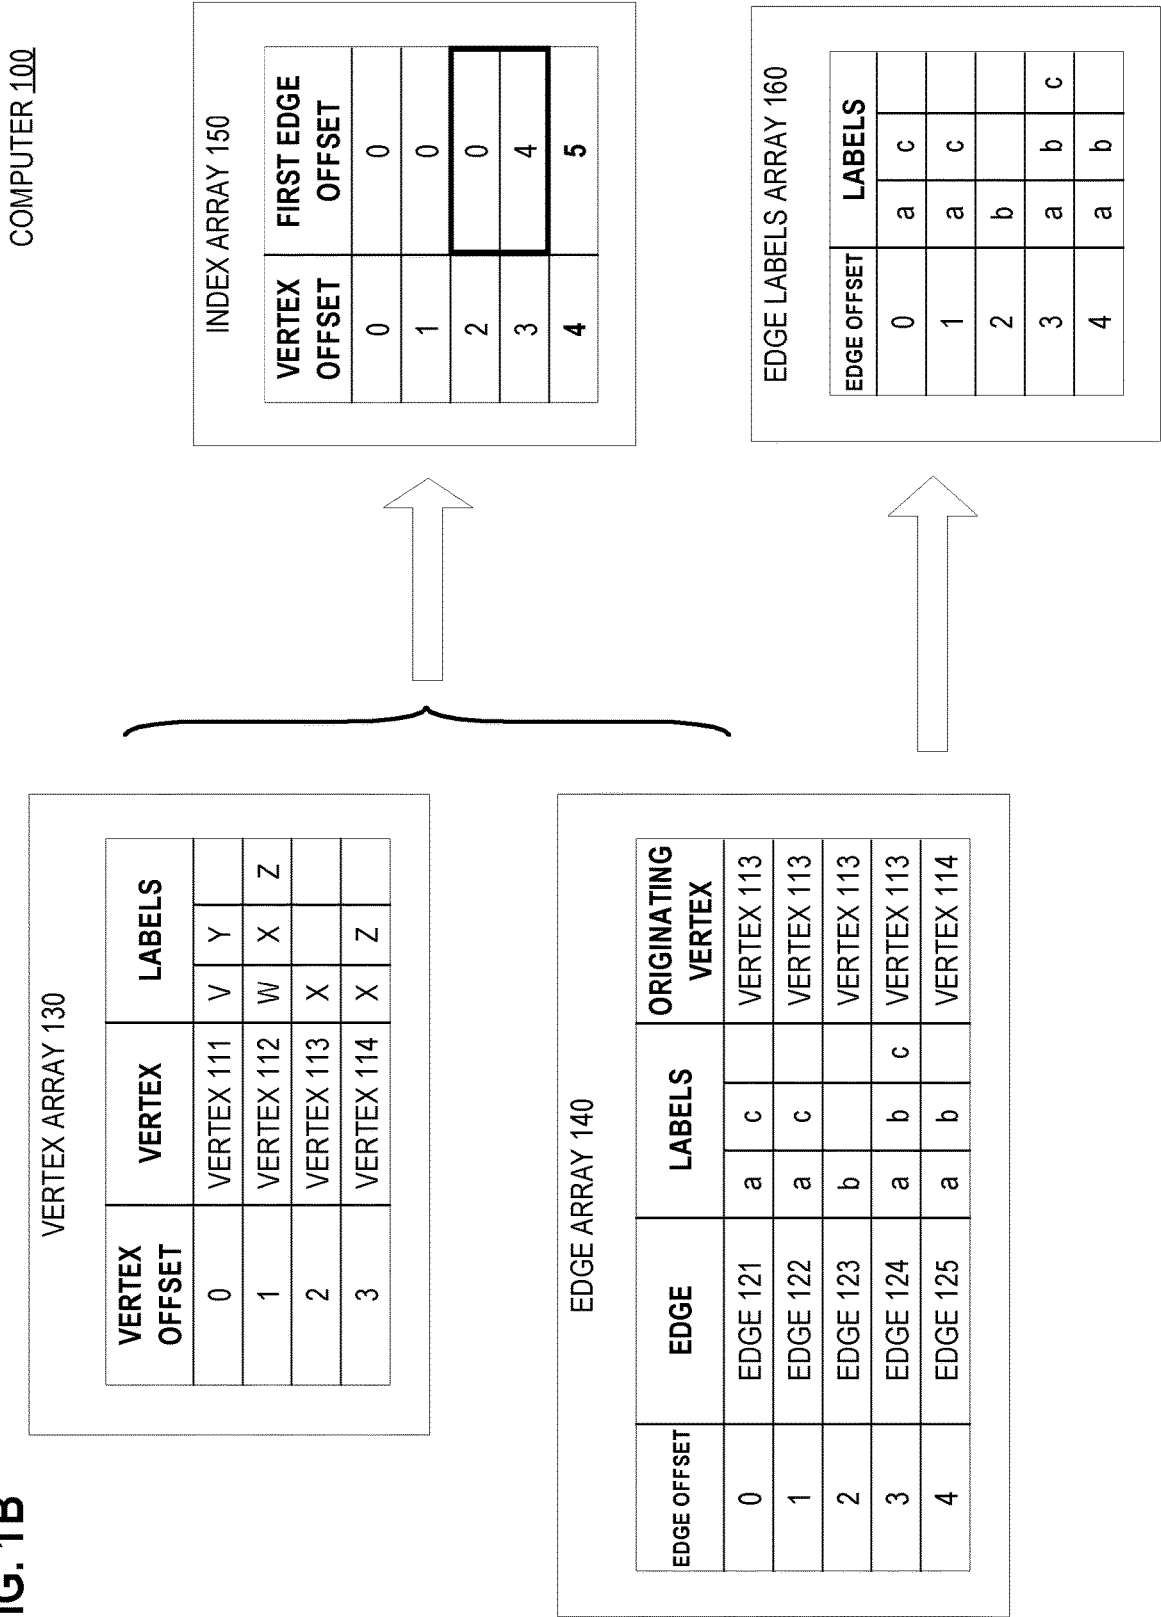 IG. 1B
COMPUTER 100
VERTEX ARRAY 130
VERTEX OFFSET VERTEX LABELS
0 VERTEX 111 V Y
1 VERTEX 112 W X Z
2 VERTEX 113 X
3 VERTEX 114 X Z
INDEX ARRAY 150
VERTEX OFFSET FIRST EDGE OFFSET
0 0
1 0
2 0
3 4
4 5
EDGE ARRAY 140
EDGE OFFSET EDGE LABELS ORIGINATING VERTEX
0 EDGE 121 a c VERTEX 113
1 EDGE 122 a c VERTEX 113
2 EDGE 123 b VERTEX 113
3 EDGE 124 a b c VERTEX 113
4 EDGE 125 a b VERTEX 114
EDGE LABELS ARRAY 160
EDGE OFFSET LABELS
0 a c
1 a c
2 b
3 a b c
4 a b